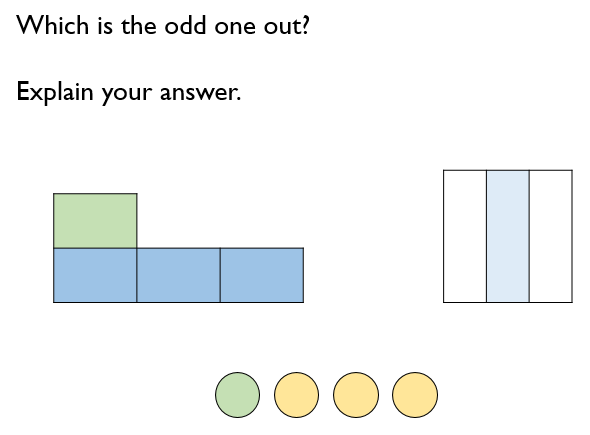 Which is the odd one out?
Explain your answer.